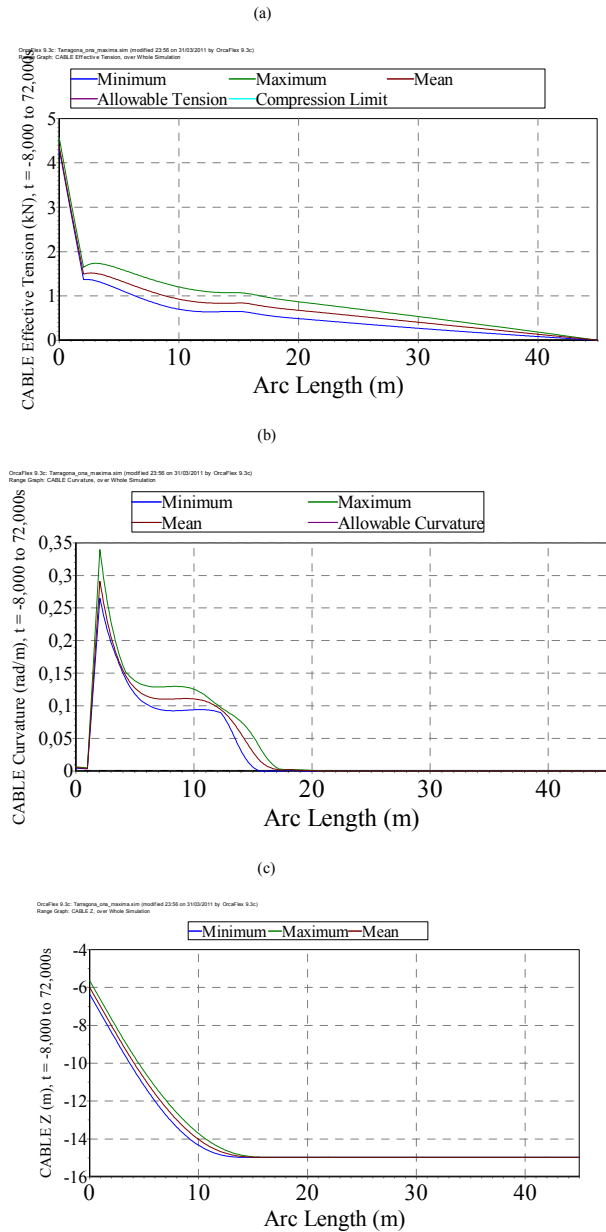 (a)
OrcaFlex 9.3c: Tarragona_ona_maxima.sim (modified 23:56 on 31/03/2011 by OrcaFlex 9.3c)
Range Graph: CABLE Effective Tension, over Whole Simulation
Minimum Maximum Mean
Allowable Tension Compression Limit
CABLE Effective Tension (kN), t = -8,000 to 72,000s
5
4
3
2
1
0
0 10 20 30 40
Arc Length (m)
(b)
OrcaFlex 9.3c: Tarragona_ona_maxima.sim (modified 23:56 on 31/03/2011 by OrcaFlex 9.3c)
Range Graph: CABLE Curvature, over Whole Simulation
Minimum Maximum
Mean Allowable Curvature
CABLE Curvature (rad/m), t = -8,000 to 72,000s
0,35
0,3
0,25
0,2
0,15
0,1
0,05
0
0 10 20 30 40
Arc Length (m)
(c)
OrcaFlex 9.3c: Tarragona_ona_maxima.sim (modified 23:56 on 31/03/2011 by OrcaFlex 9.3c)
Range Graph: CABLE Z, over Whole Simulation
Minimum Maximum Mean
CABLE Z (m), t = -8,000 to 72,000s
-4
-6
-8
-10
-12
-14
-16
0 10 20 30 40
Arc Length (m)